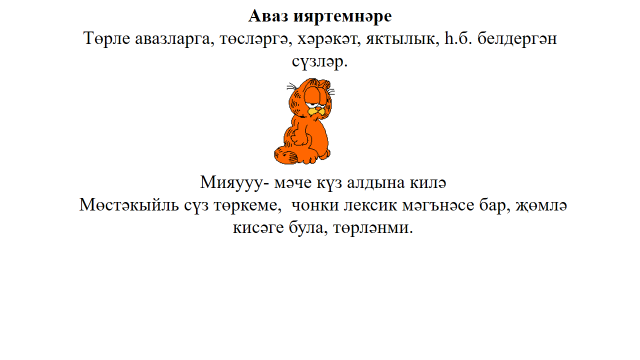 Аваз ияртемнәре
Төрле авазларга, төсләргә, хәрәкәт, яктылык, һ.б. белдергән
сүзләр.
Мияууу- мәче күз алдына килә
Мөстәкыйль сүз төркеме,  чонки лексик мәгънәсе бар, җөмлә
кисәге була, төрләнми.